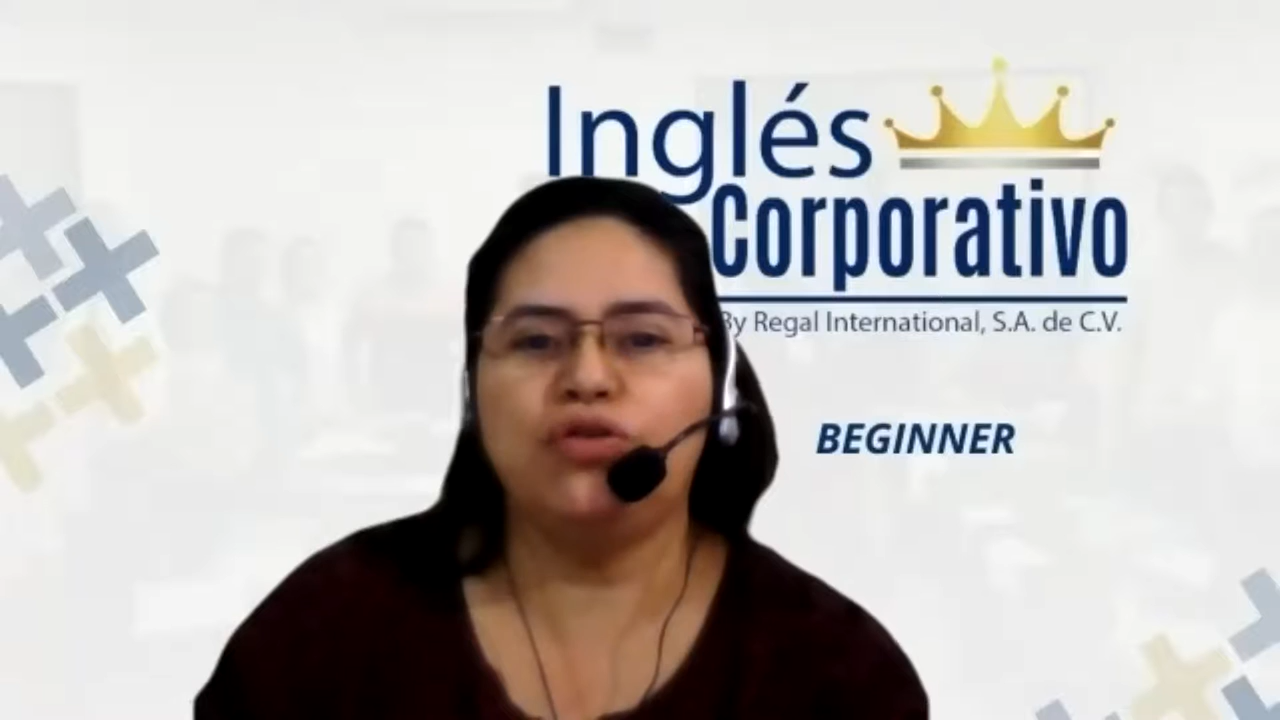 Inglés
Corporativo
By Regal International, S.A. de C.V.
BEGINNER